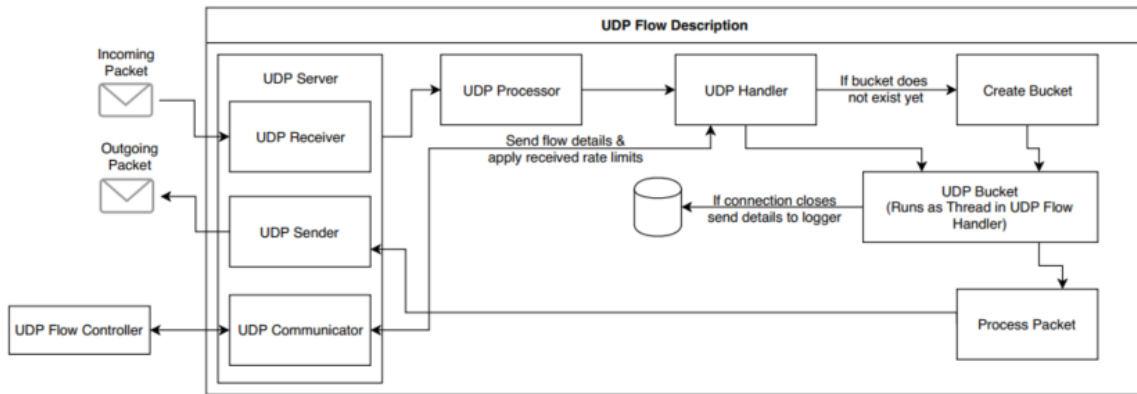 UDP Flow Description
Incoming
Packet
UDP Server
UDP Receiver
UDP Processor
UDP Handler
If bucket does
not exist yet
Create Bucket
Outgoing
Packet
Send flow details &
apply received rate limits
UDP Sender
If connection closes
send details to logger
UDP Bucket
(Runs as Thread in UDP Flow
Handler)
UDP Flow Controller
UDP Communicator
Process Packet